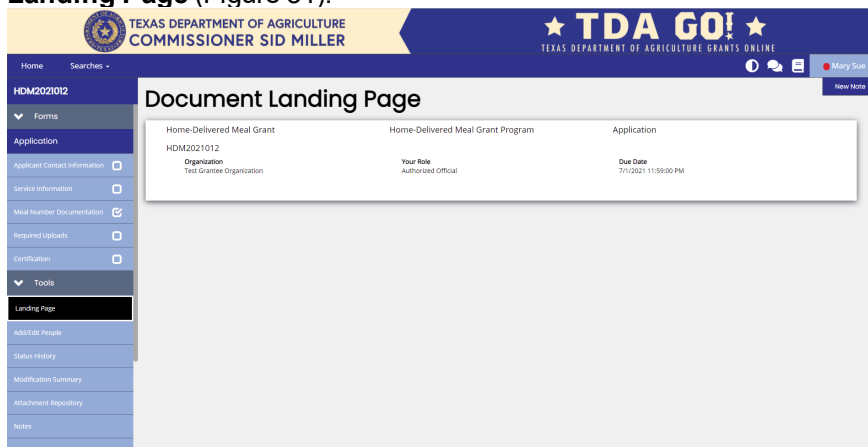 Landing Page (Figure 31).
TEXAS DEPARTMENT OF AGRICULTURE
COMMISSIONER SID MILLER
TDA GO!
TEXAS DEPARTMENT OF AGRICULTURE GRANTS ONLINE
Home Searches
Mary Sue
New Note
HDM2021012
Forms
Application
Applicant Contact Information
Service Information
Meal Number Documentation
Required Uploads
Certification
Tools
Landing Page
Add/Edit People
Status History
Modification Summary
Attachment Repository
Notes
Document Landing Page
Home-Delivered Meal Grant Home-Delivered Meal Grant Program Application
HDM2021012
Organization Your Role Due Date
Test Grantee Organization Authorized Official 7/1/2021 11:59:00 PM